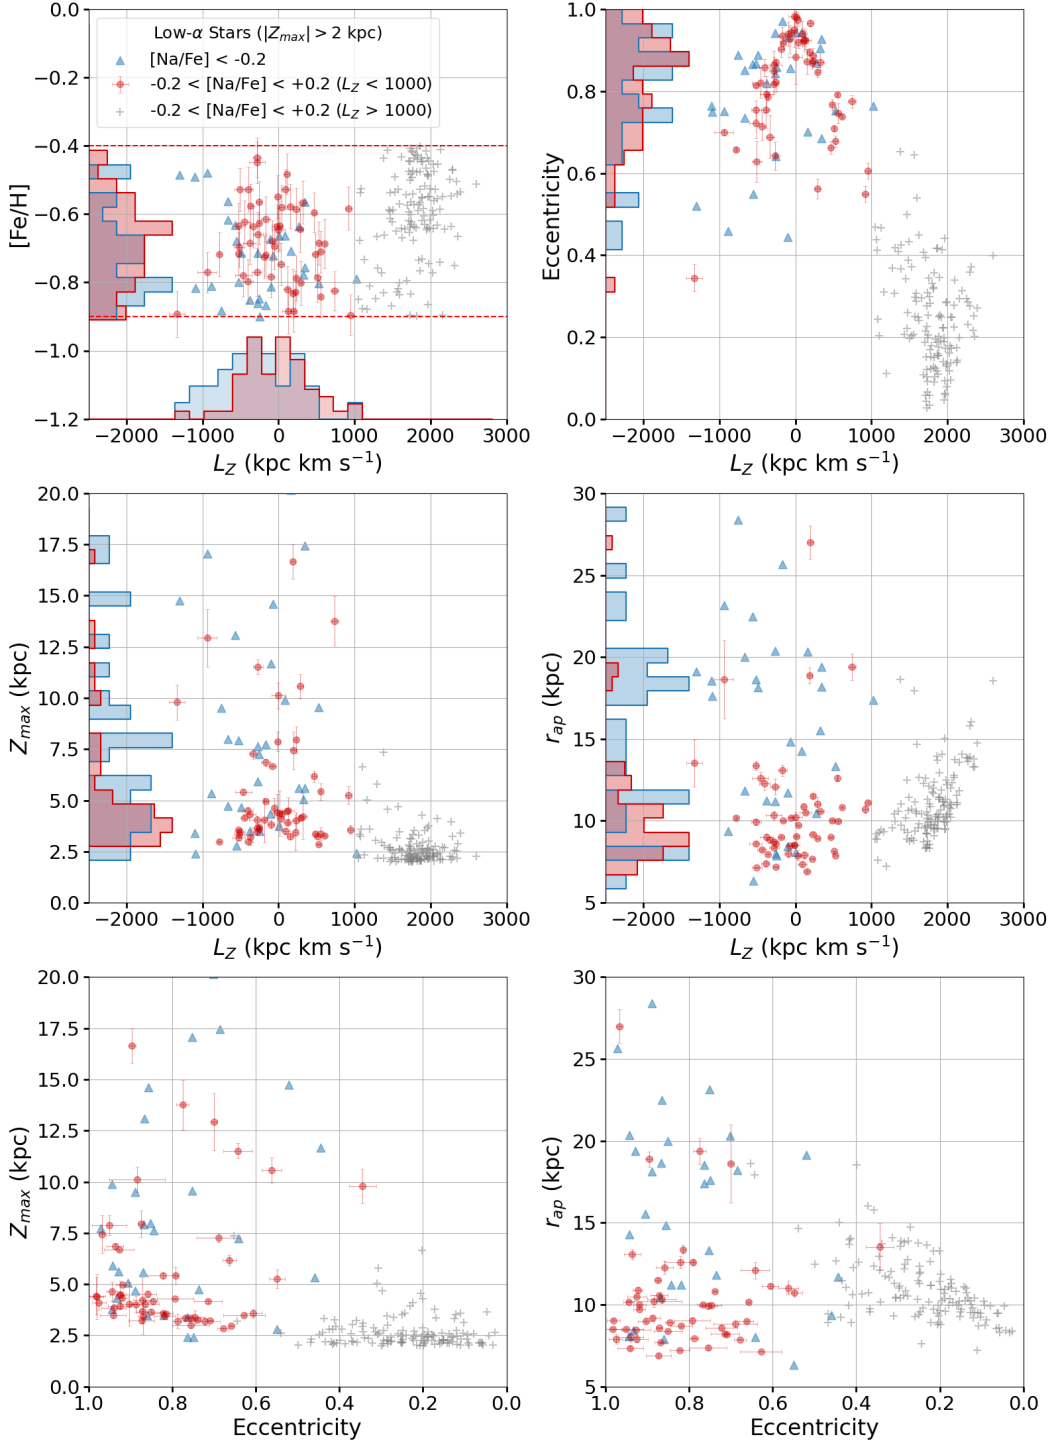 0.0
−0.2
−0.4
−0.6
−0.8
−1.0
−1.2
[Fe/H]
Low-α Stars (|Z_max| > 2 kpc)
[Na/Fe] < -0.2
-0.2 < [Na/Fe] < +0.2 (L_Z < 1000)
-0.2 < [Na/Fe] < +0.2 (L_Z > 1000)
−2000 −1000 0 1000 2000 3000
L_Z (kpc km s⁻¹)
1.0
0.8
0.6
0.4
0.2
0.0
Eccentricity
−2000 −1000 0 1000 2000 3000
L_Z (kpc km s⁻¹)
20.0
17.5
15.0
12.5
10.0
7.5
5.0
2.5
0.0
Z_max (kpc)
−2000 −1000 0 1000 2000 3000
L_Z (kpc km s⁻¹)
30
25
20
15
10
5
r_ap (kpc)
−2000 −1000 0 1000 2000 3000
L_Z (kpc km s⁻¹)
20.0
17.5
15.0
12.5
10.0
7.5
5.0
2.5
0.0
Z_max (kpc)
1.0 0.8 0.6 0.4 0.2 0.0
Eccentricity
30
25
20
15
10
5
r_ap (kpc)
1.0 0.8 0.6 0.4 0.2 0.0
Eccentricity